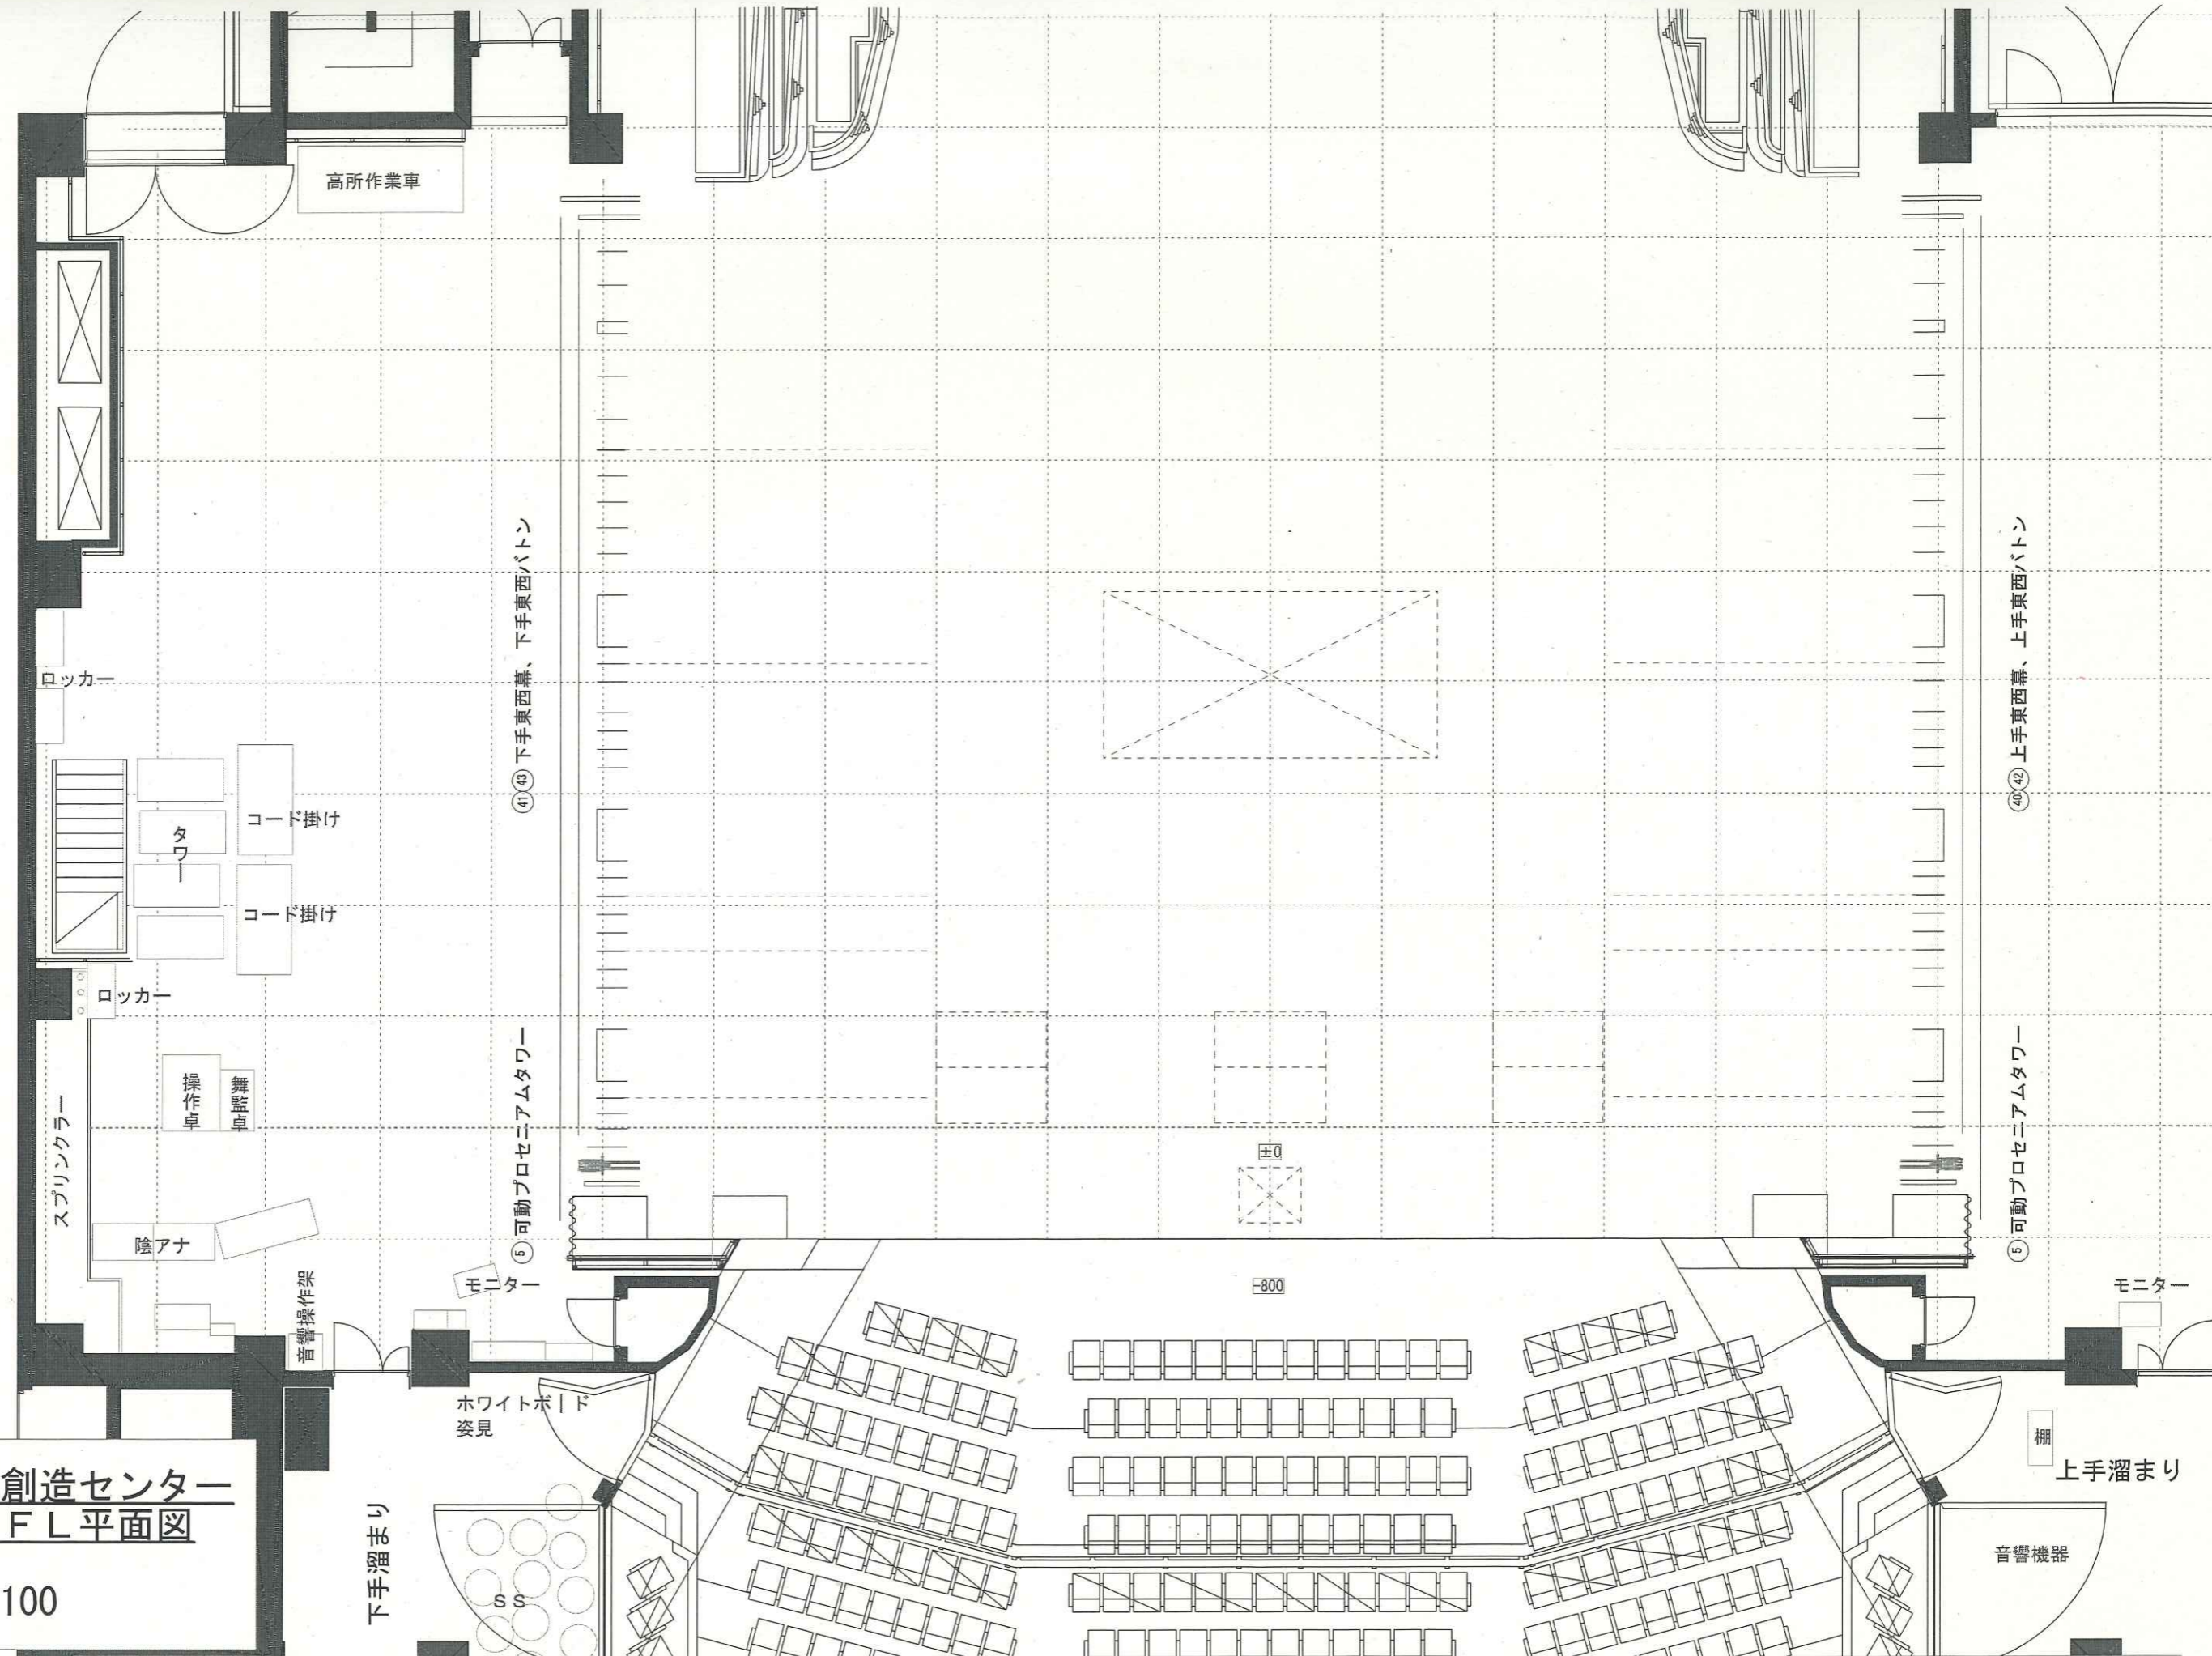 高所作業車
㊶㊸下手東西幕、下手東西バトン
㊵㊷上手東西幕、上手東西バトン
ロッカー
タワー
コード掛け
コード掛け
ロッカー
操作卓
舞監卓
スプリンクラー
⑤可動プロセニアムタワー
⑤可動プロセニアムタワー
±0
陰アナ
モニター
-800
モニター
音響操作架
ホワイトボード
姿見
棚
上手溜まり
創造センター
FL平面図
100
下手溜まり
SS
音響機器